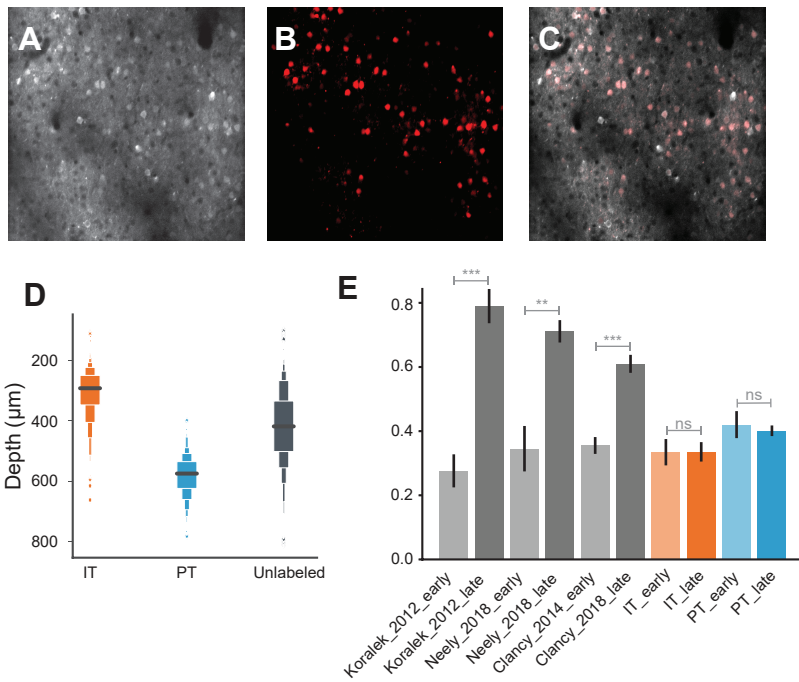 A
B
C
D
E
Depth (µm)
200
400
600
800
IT
PT
Unlabeled
0.8
0.6
0.4
0.2
0.0
***
**
***
ns
ns
Koralek_2012_early
Koralek_2012_late
Neely_2018_early
Neely_2018_late
Clancy_2014_early
Clancy_2018_late
IT_early
IT_late
PT_early
PT_late